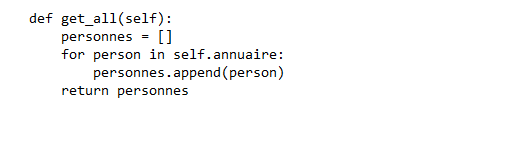 def get_all(self):
    personnes = []
    for person in self.annuaire:
        personnes.append(person)
    return personnes